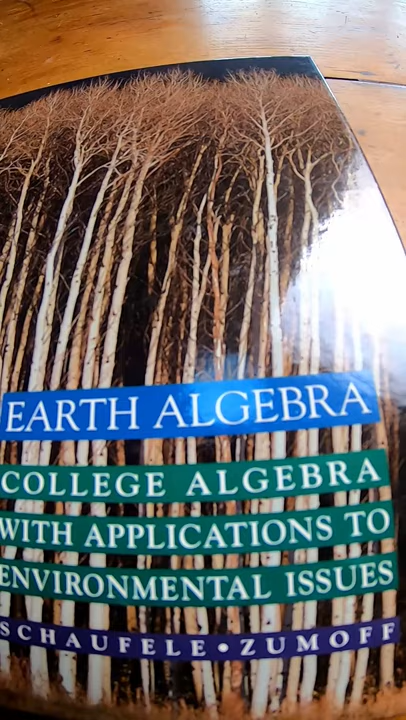 EARTH ALGEBRA
COLLEGE ALGEBRA
WITH APPLICATIONS TO
ENVIRONMENTAL ISSUES
SCHAUFELE • ZUMOFF